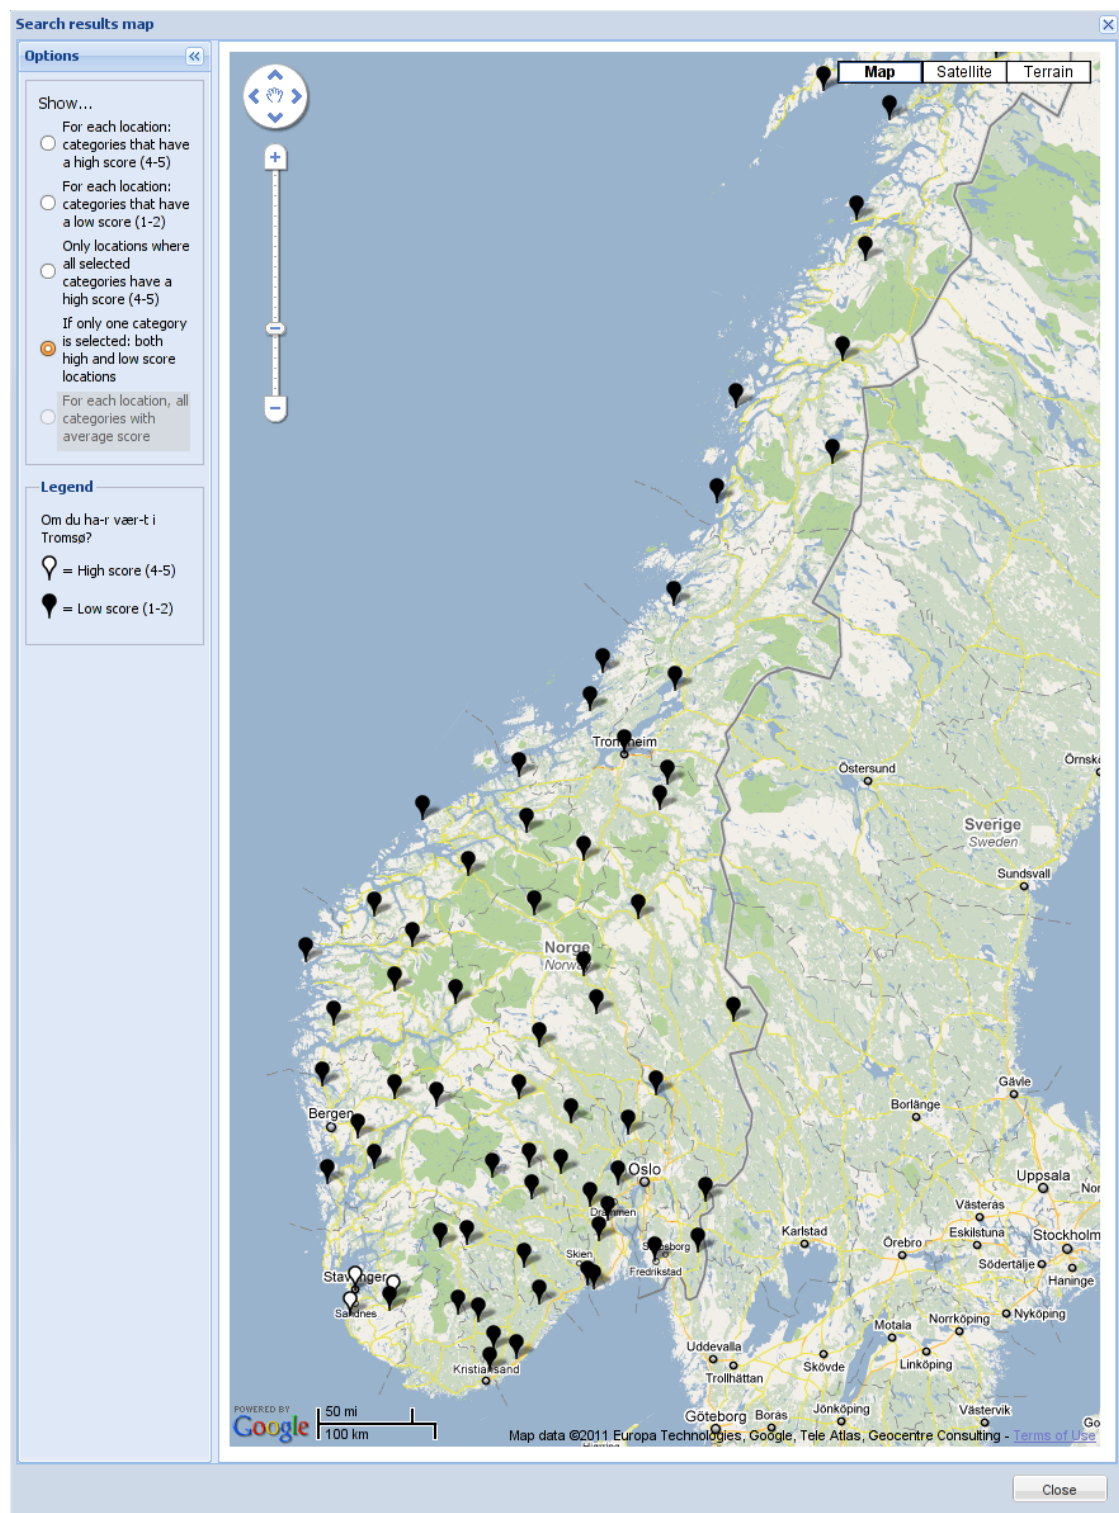 Search results map
Options
Show...
For each location:
categories that have
a high score (4-5)
For each location:
categories that have
a low score (1-2)
Only locations where
all selected
categories have a
high score (4-5)
If only one category
is selected: both
high and low score
locations
For each location, all
categories with
average score
Legend
Om du ha-r vær-t i
Tromsø?
= High score (4-5)
= Low score (1-2)
Map
Satellite
Terrain
Östersund
Sverige
Sweden
Sundsvall
Norge
Gävle
Borlänge
Bergen
Oslo
Uppsala
Västerås
Karlstad
Örebro
Eskilstuna
Stockholm
Skien
Fredrikstad
Södertälje
Haninge
Sandnes
Nyköping
Norrköping
Motala
Uddevalla
Linköping
Skövde
Trollhättan
Jönköping
Västervik
Göteborg
Borås
POWERED BY
Google
50 mi
100 km
Map data ©2011 Europa Technologies, Google, Tele Atlas, Geocentre Consulting - Terms of Use
Close